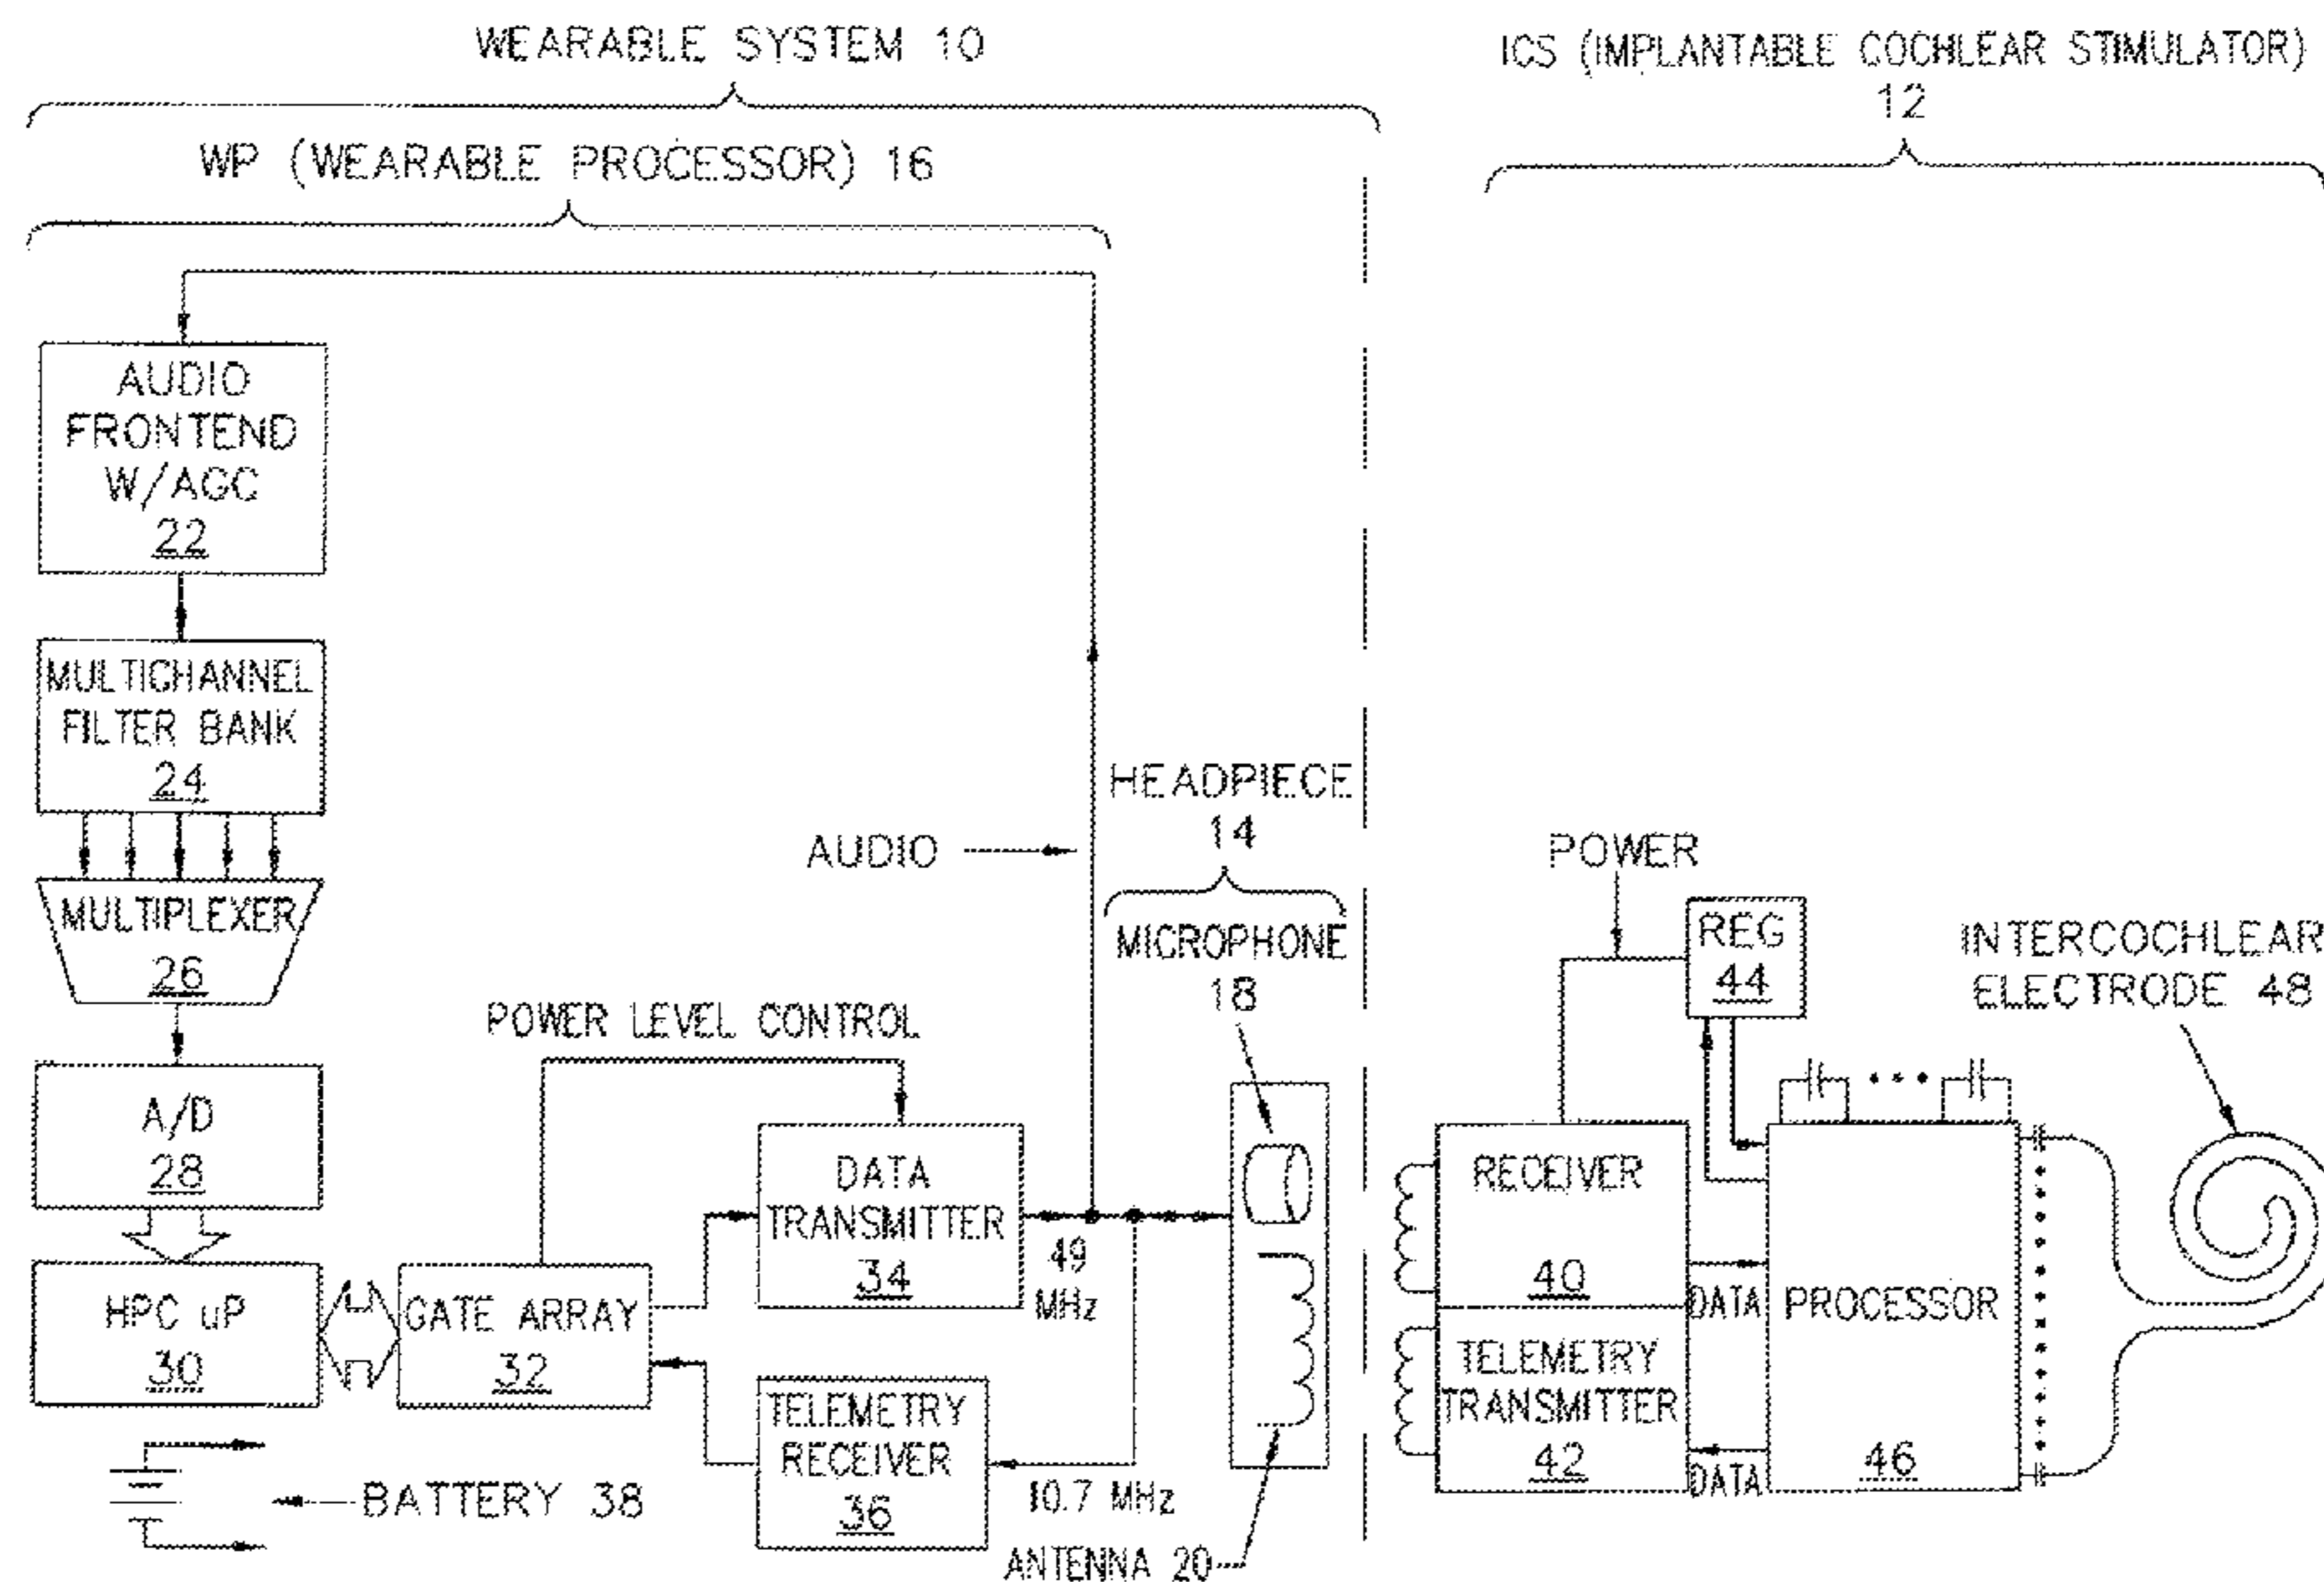 WEARABLE SYSTEM 10
ICS (IMPLANTABLE COCHLEAR STIMULATOR)
12
WP (WEARABLE PROCESSOR) 16
AUDIO
FRONTEND
W/AGC
22
MULTICHANNEL
FILTER BANK
24
MULTIPLEXER
26
A/D
28
HPC uP
30
BATTERY 38
POWER LEVEL CONTROL
GATE ARRAY
32
DATA
TRANSMITTER
34
TELEMETRY
RECEIVER
36
AUDIO
49
MHz
10.7 MHz
HEADPIECE
14
MICROPHONE
18
ANTENNA 20
POWER
REG
44
RECEIVER
40
TELEMETRY
TRANSMITTER
42
DATA
DATA
PROCESSOR
46
INTERCOCHLEAR
ELECTRODE 48